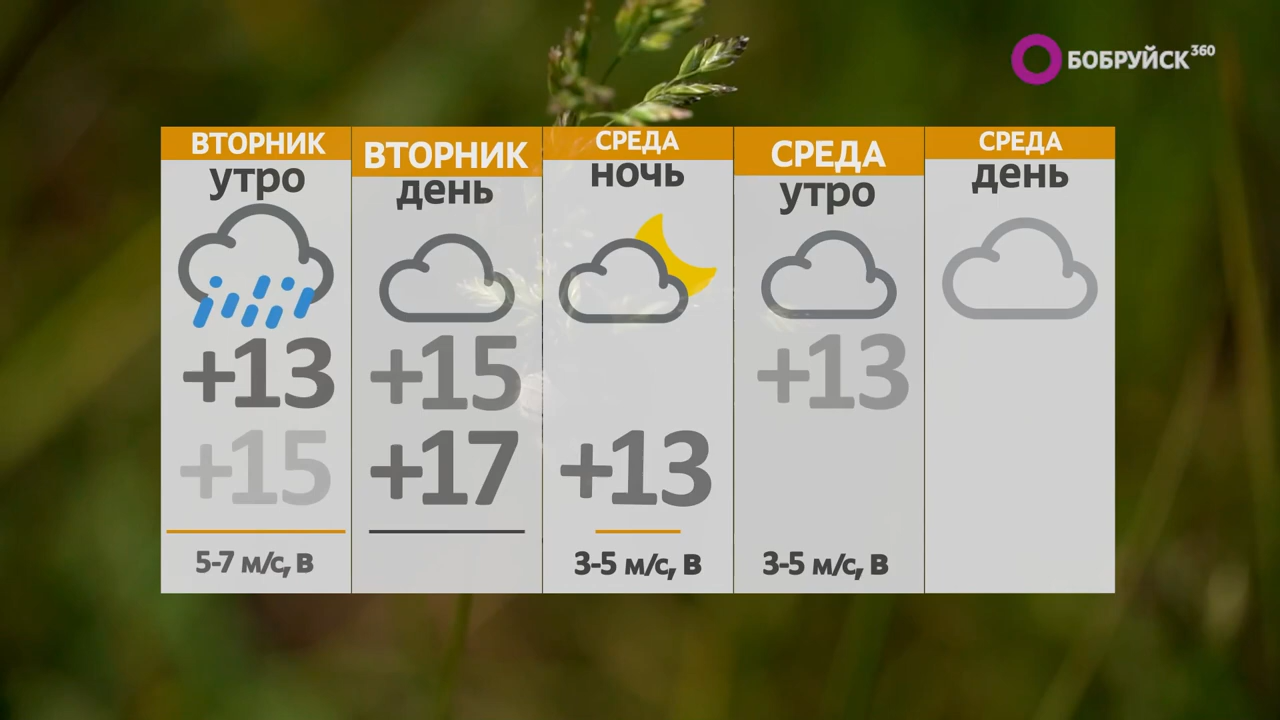 БОБРУЙСК360
ВТОРНИК
утро
+13
+15
5-7 м/с, В
ВТОРНИК
день
+15
+17
СРЕДА
ночь
+13
3-5 м/с, В
СРЕДА
утро
+13
3-5 м/с, В
СРЕДА
день